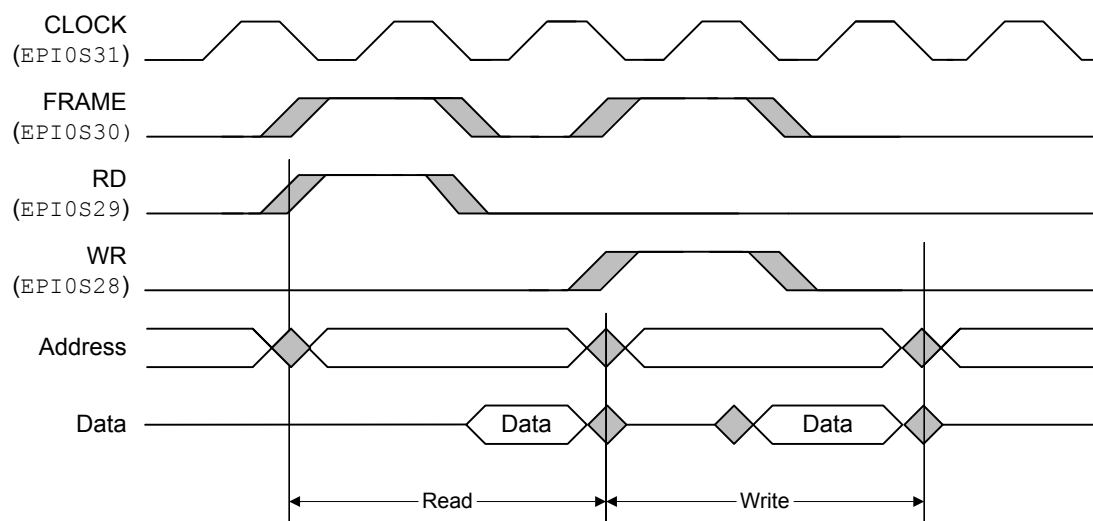 CLOCK
(EPI0S31)
FRAME
(EPI0S30)
RD
(EPI0S29)
WR
(EPI0S28)
Address
Data
Data
Data
Read
Write